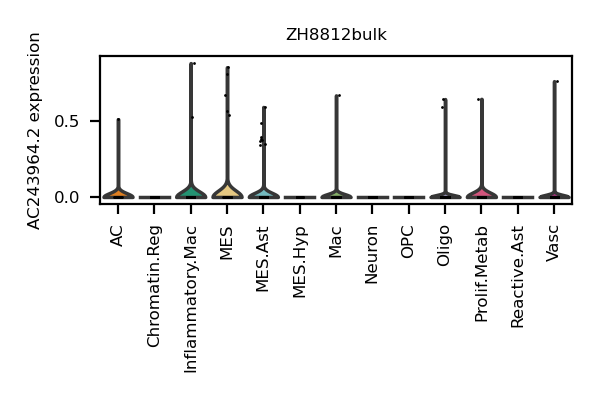 ZH8812bulk
AC243964.2 expression
0.5
0.0
AC
Chromatin.Reg
Inflammatory.Mac
MES
MES.Ast
MES.Hyp
Mac
Neuron
OPC
Oligo
Prolif.Metab
Reactive.Ast
Vasc